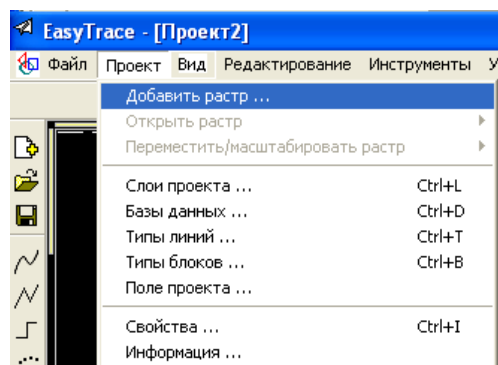 EasyTrace - [Проект2]
Файл Проект Вид Редактирование Инструменты У
Добавить растр ...
Открыть растр
Переместить/масштабировать растр
Слои проекта ... Ctrl+L
Базы данных ... Ctrl+D
Типы линий ... Ctrl+T
Типы блоков ... Ctrl+B
Поле проекта ...
Свойства ... Ctrl+I
Информация ...